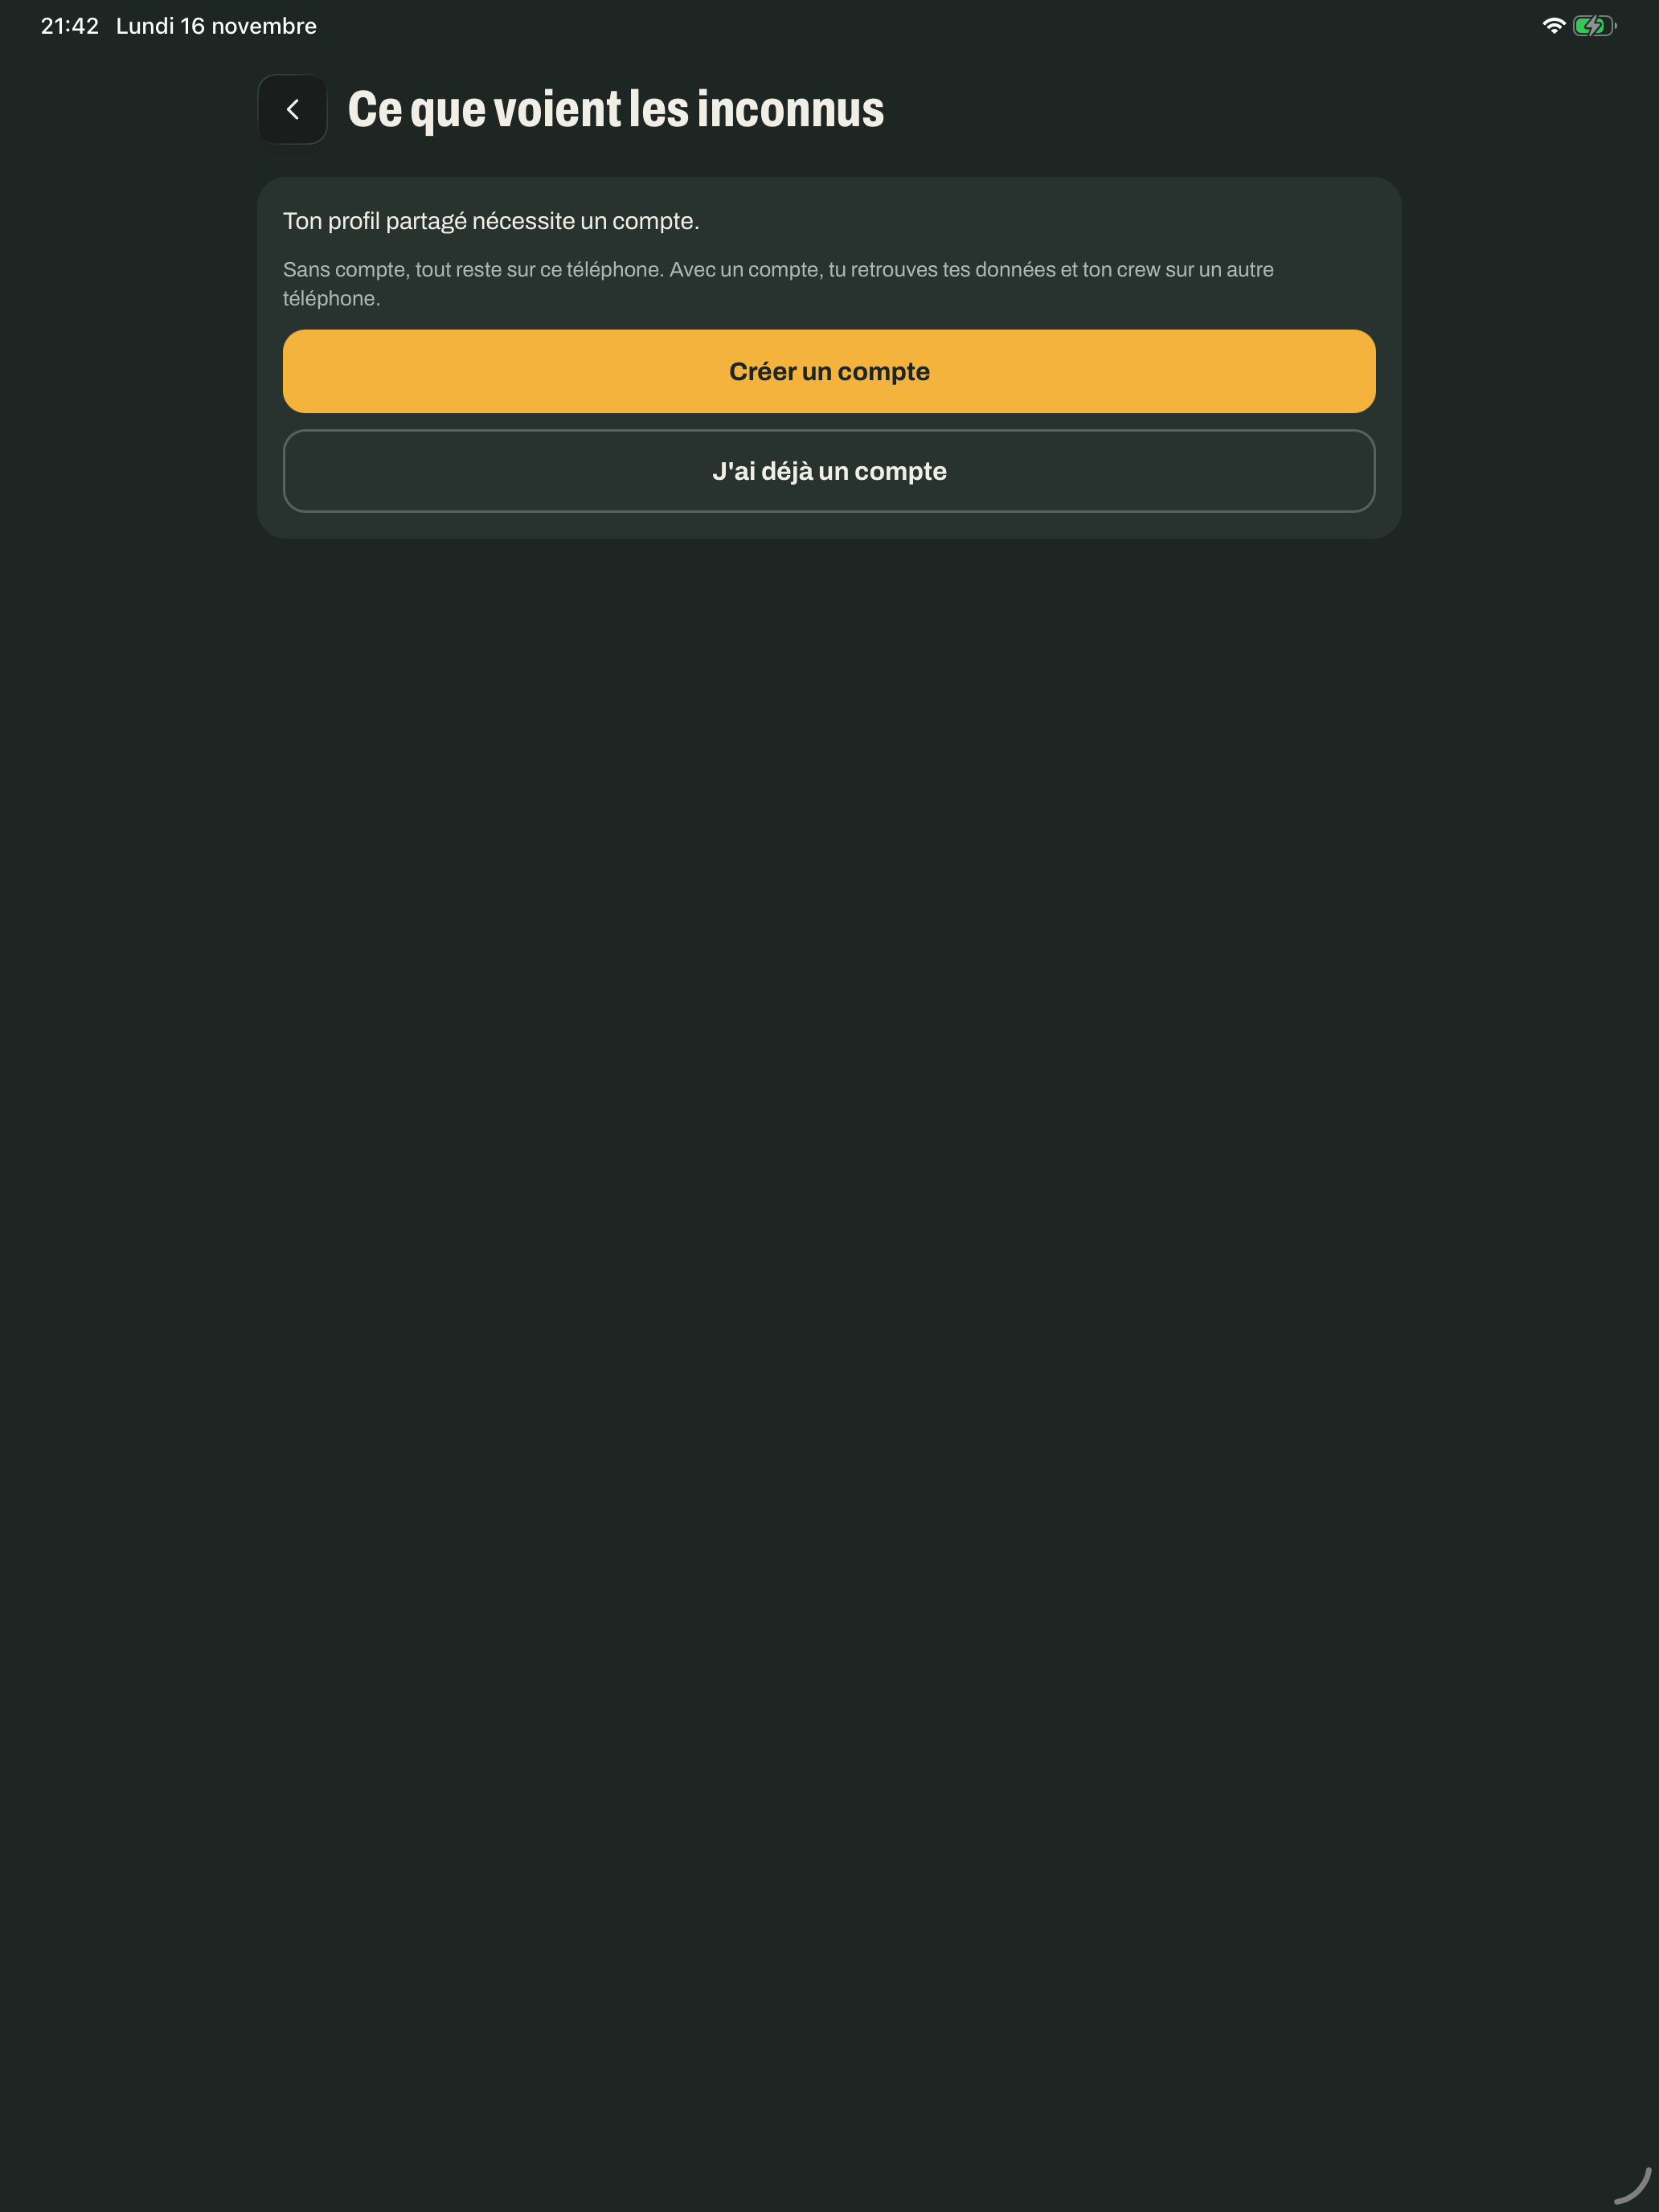 21:42 Lundi 16 novembre
Ce que voient les inconnus
Ton profil partagé nécessite un compte.
Sans compte, tout reste sur ce téléphone. Avec un compte, tu retrouves tes données et ton crew sur un autre
téléphone.
Créer un compte
J'ai déjà un compte